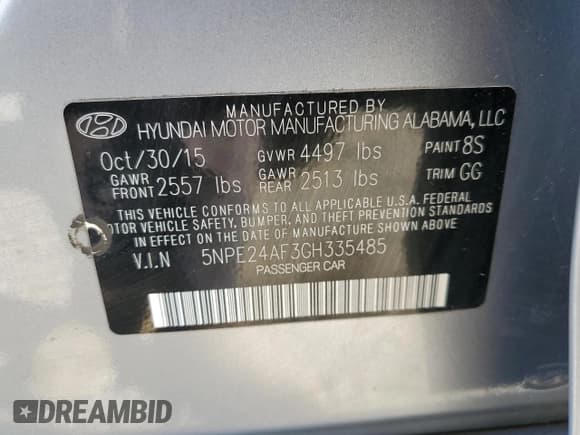 MANUFACTURED BY
HYUNDAI MOTOR MANUFACTURING ALABAMA, LLC
Oct/30/15 GVWR 4497 lbs PAINT 8S
GAWR FRONT 2557 lbs GAWR REAR 2513 lbs TRIM GG
THIS VEHICLE CONFORMS TO ALL APPLICABLE U.S.A. FEDERAL
MOTOR VEHICLE SAFETY, BUMPER, AND THEFT PREVENTION STANDARDS
IN EFFECT ON THE DATE OF MANUFACTURE SHOWN ABOVE.
V.I.N 5NPE24AF3GH335485
PASSENGER CAR
DREAMBID